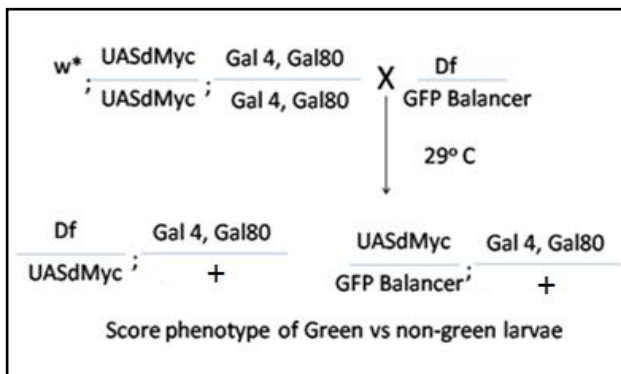 w* ; UASdMyc ; Gal 4, Gal80 X Df
UASdMyc Gal 4, Gal80 GFP Balancer
29° C
Df ; Gal 4, Gal80 UASdMyc ; Gal 4, Gal80
UASdMyc + GFP Balancer +
Score phenotype of Green vs non-green larvae